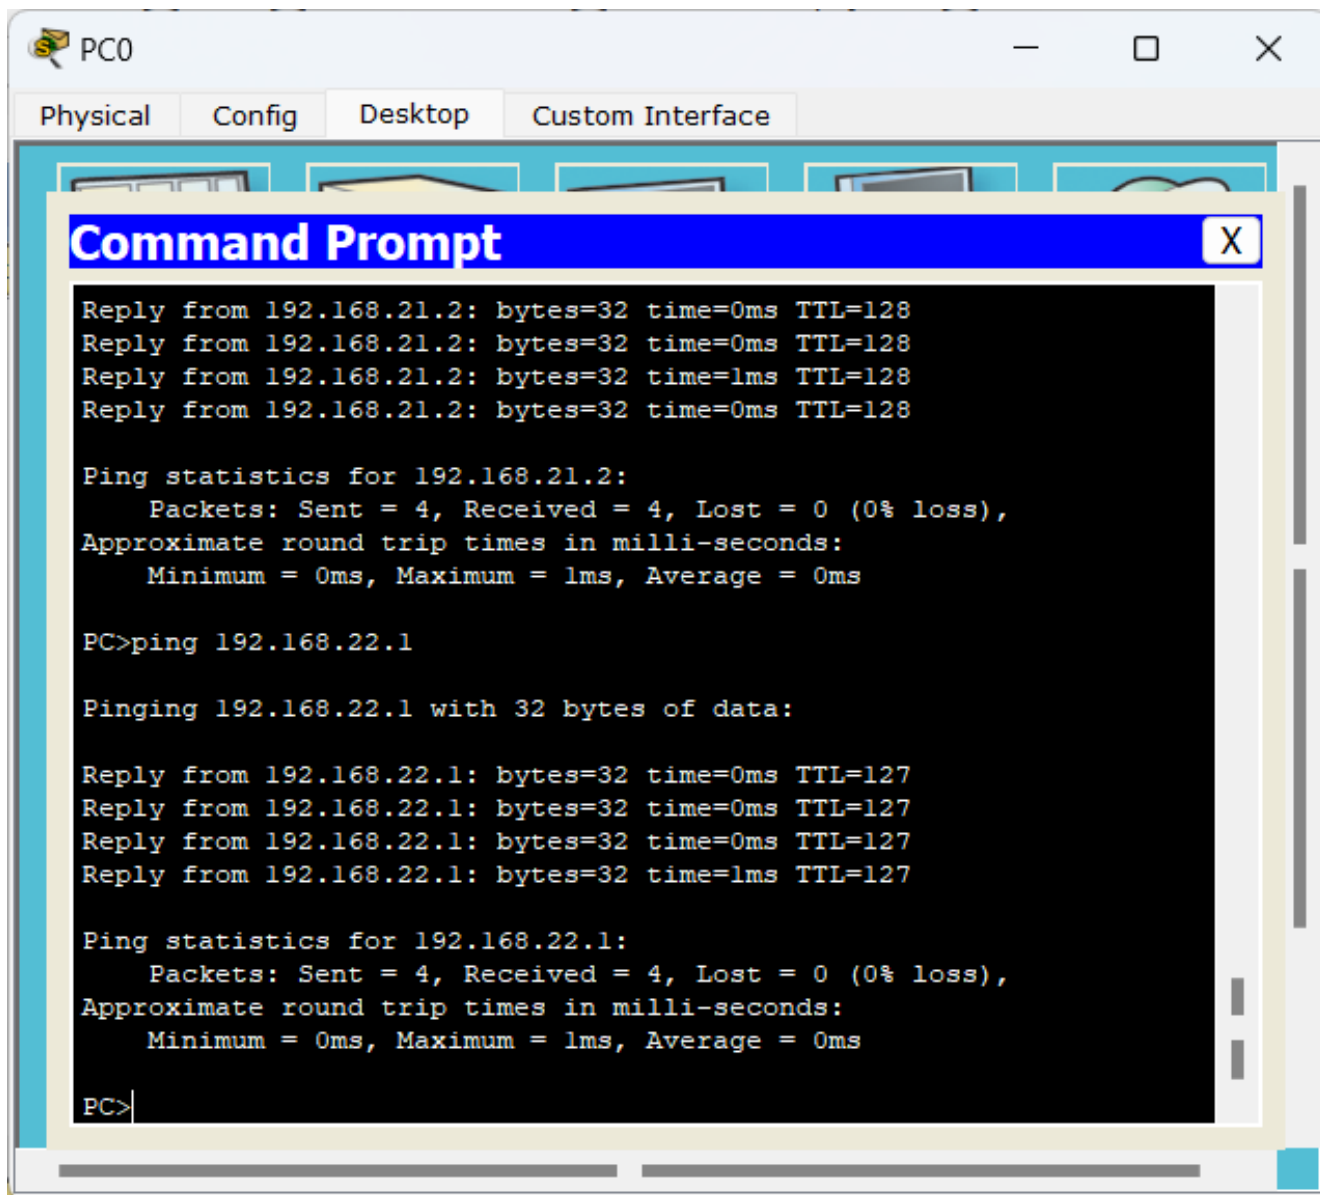 PC0
Physical Config Desktop Custom Interface
Command Prompt X
Reply from 192.168.21.2: bytes=32 time=0ms TTL=128
Reply from 192.168.21.2: bytes=32 time=0ms TTL=128
Reply from 192.168.21.2: bytes=32 time=1ms TTL=128
Reply from 192.168.21.2: bytes=32 time=0ms TTL=128
Ping statistics for 192.168.21.2:
Packets: Sent = 4, Received = 4, Lost = 0 (0% loss),
Approximate round trip times in milli-seconds:
Minimum = 0ms, Maximum = 1ms, Average = 0ms
PC>ping 192.168.22.1
Pinging 192.168.22.1 with 32 bytes of data:
Reply from 192.168.22.1: bytes=32 time=0ms TTL=127
Reply from 192.168.22.1: bytes=32 time=0ms TTL=127
Reply from 192.168.22.1: bytes=32 time=0ms TTL=127
Reply from 192.168.22.1: bytes=32 time=1ms TTL=127
Ping statistics for 192.168.22.1:
Packets: Sent = 4, Received = 4, Lost = 0 (0% loss),
Approximate round trip times in milli-seconds:
Minimum = 0ms, Maximum = 1ms, Average = 0ms
PC>